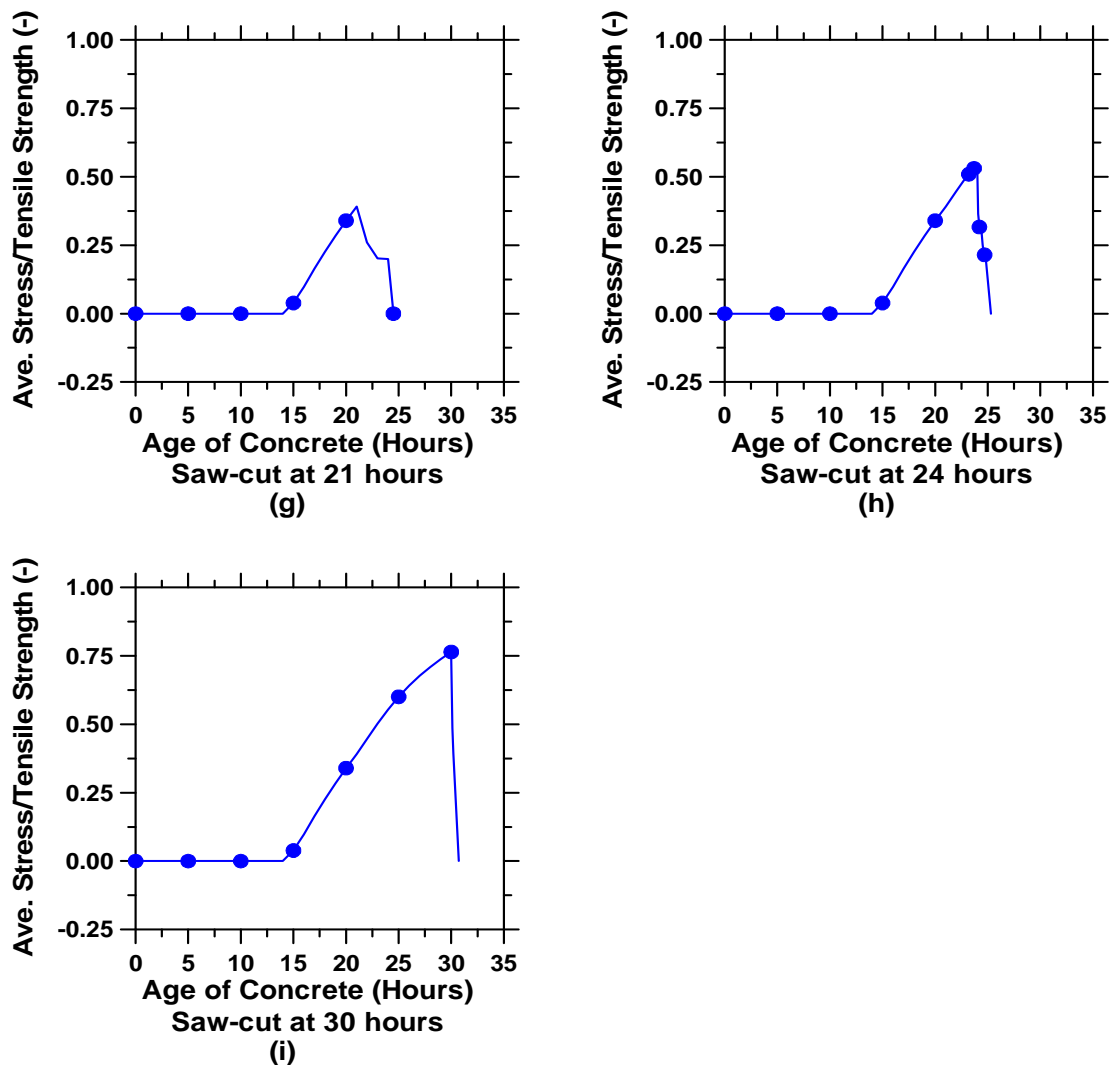 Ave. Stress/Tensile Strength (-)
1.00
0.75
0.50
0.25
0.00
-0.25
0 5 10 15 20 25 30 35
Age of Concrete (Hours)
Saw-cut at 21 hours
(g)
Ave. Stress/Tensile Strength (-)
1.00
0.75
0.50
0.25
0.00
-0.25
0 5 10 15 20 25 30 35
Age of Concrete (Hours)
Saw-cut at 24 hours
(h)
Ave. Stress/Tensile Strength (-)
1.00
0.75
0.50
0.25
0.00
-0.25
0 5 10 15 20 25 30 35
Age of Concrete (Hours)
Saw-cut at 30 hours
(i)